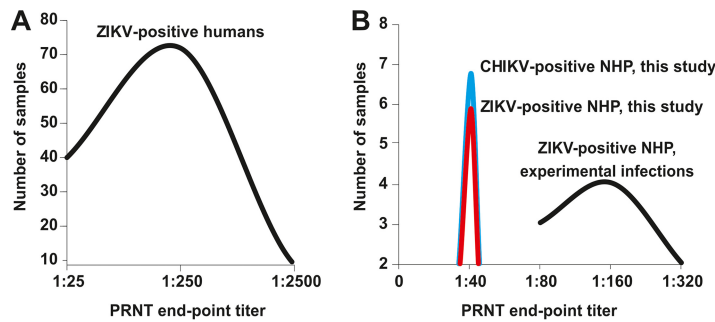 A
ZIKV-positive humans
Number of samples
80
70
60
50
40
30
20
10
1:25
1:250
1:2500
PRNT end-point titer
B
CHIKV-positive NHP, this study
ZIKV-positive NHP, this study
ZIKV-positive NHP,
experimental infections
Number of samples
8
7
6
5
4
3
2
0
1:40
1:80
1:160
1:320
PRNT end-point titer